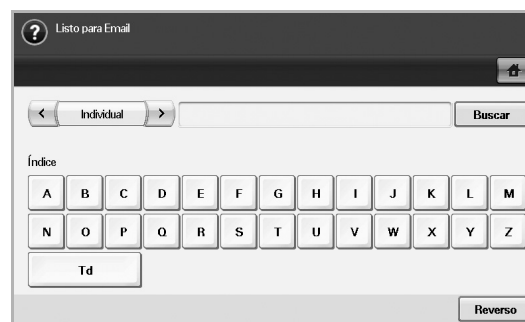 ? Listo para Email
< Individual > Buscar
Índice
A B C D E F G H I J K L M
N O P Q R S T U V W X Y Z
Td
Reverso